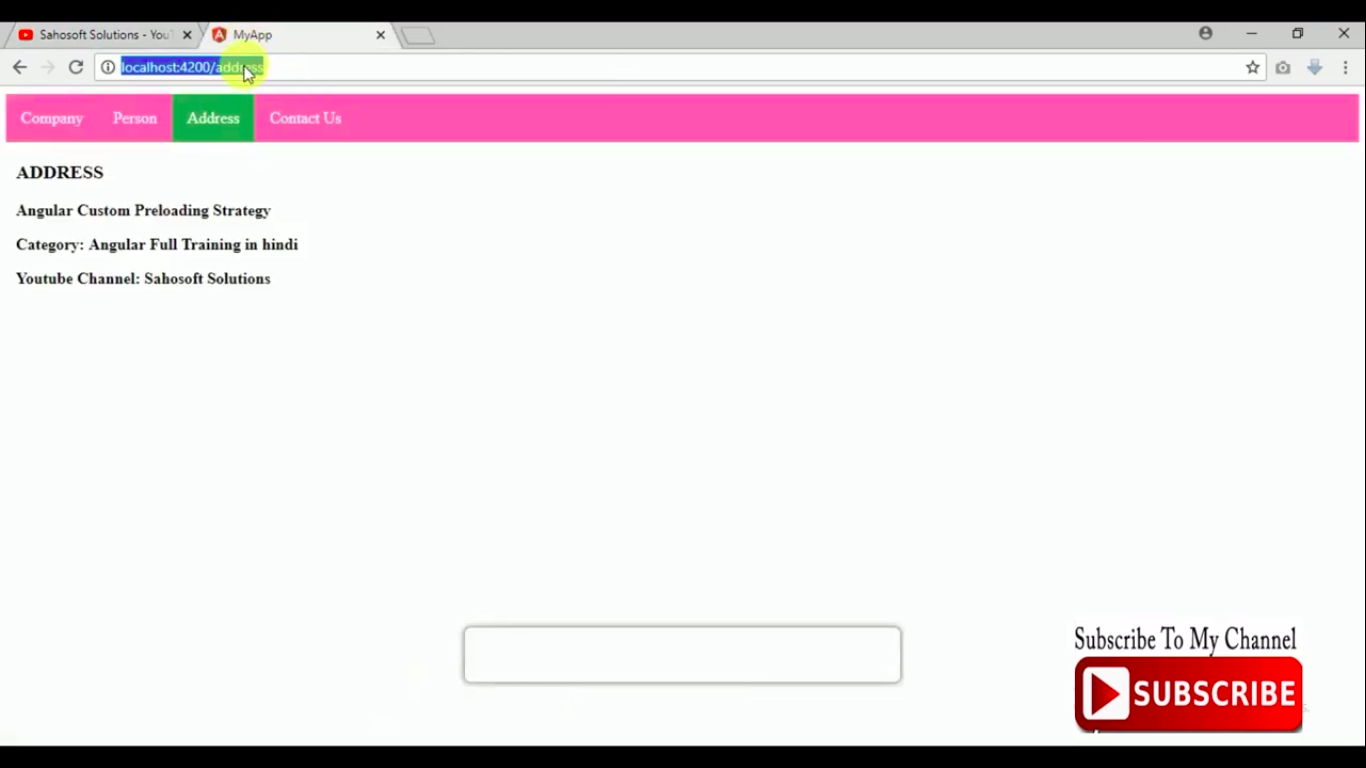 Sahosoft Solutions - YouT
MyApp
localhost:4200/address
Company Person Address Contact Us
ADDRESS
Angular Custom Preloading Strategy
Category: Angular Full Training in hindi
Youtube Channel: Sahosoft Solutions
Subscribe To My Channel
SUBSCRIBE